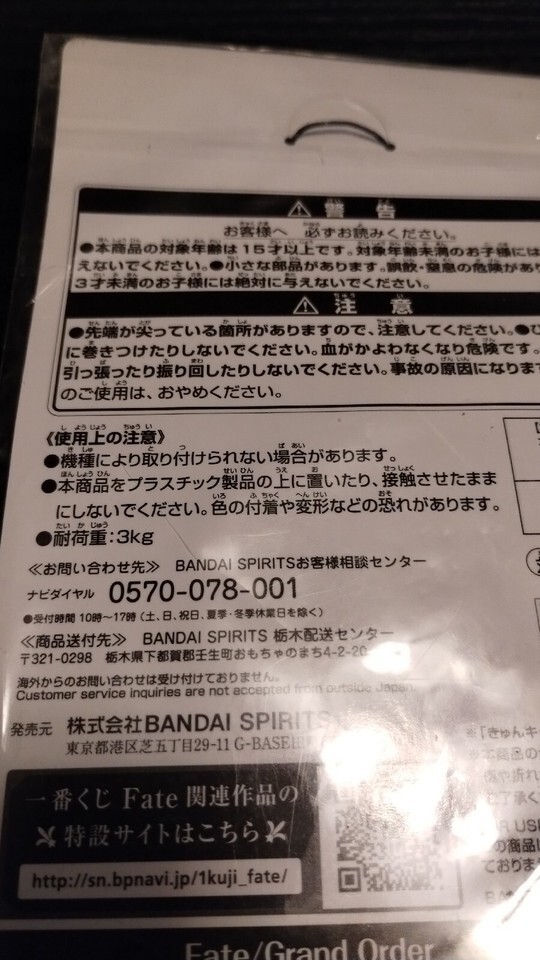 ⚠ 警告
お客様へ 必ずお読みください。
●本商品の対象年齢は15才以上です。対象年齢未満のお子様には
えないでください。●小さな部品があります。誤飲・窒息の危険があ
3才未満のお子様には絶対に与えないでください。
⚠ 注意
●先端が尖っている箇所がありますので、注意してください。●ひ
に巻きつけたりしないでください。血がかよわなくなり危険です。
引っ張ったり振り回したりしないでください。事故の原因になります
のご使用は、おやめください。
《使用上の注意》
●機種により取り付けられない場合があります。
●本商品をプラスチック製品の上に置いたり、接触させたまま
にしないでください。色の付着や変形などの恐れがあります。
●耐荷重:3kg
≪お問い合わせ先≫ BANDAI SPIRITSお客様相談センター
ナビダイヤル 0570-078-001
●受付時間 10時~17時(土、日、祝日、夏季・冬季休業日を除く)
≪商品送付先≫ BANDAI SPIRITS 栃木配送センター
〒321-0298 栃木県下都賀郡壬生町おもちゃのまち4-2-20
海外からのお問い合わせは受け付けておりません。
Customer service inquiries are not accepted from outside Japan.
発売元 株式会社BANDAI SPIRITS
東京都港区芝五丁目29-11 G-BASE
一番くじ Fate 関連作品の
特設サイトはこちら
http://sn.bpnavi.jp/1kuji_fate/
※「きゅんキ
※本商品の
傷や折れ
R USE
の商品は
ておりま
Fate/Grand Order